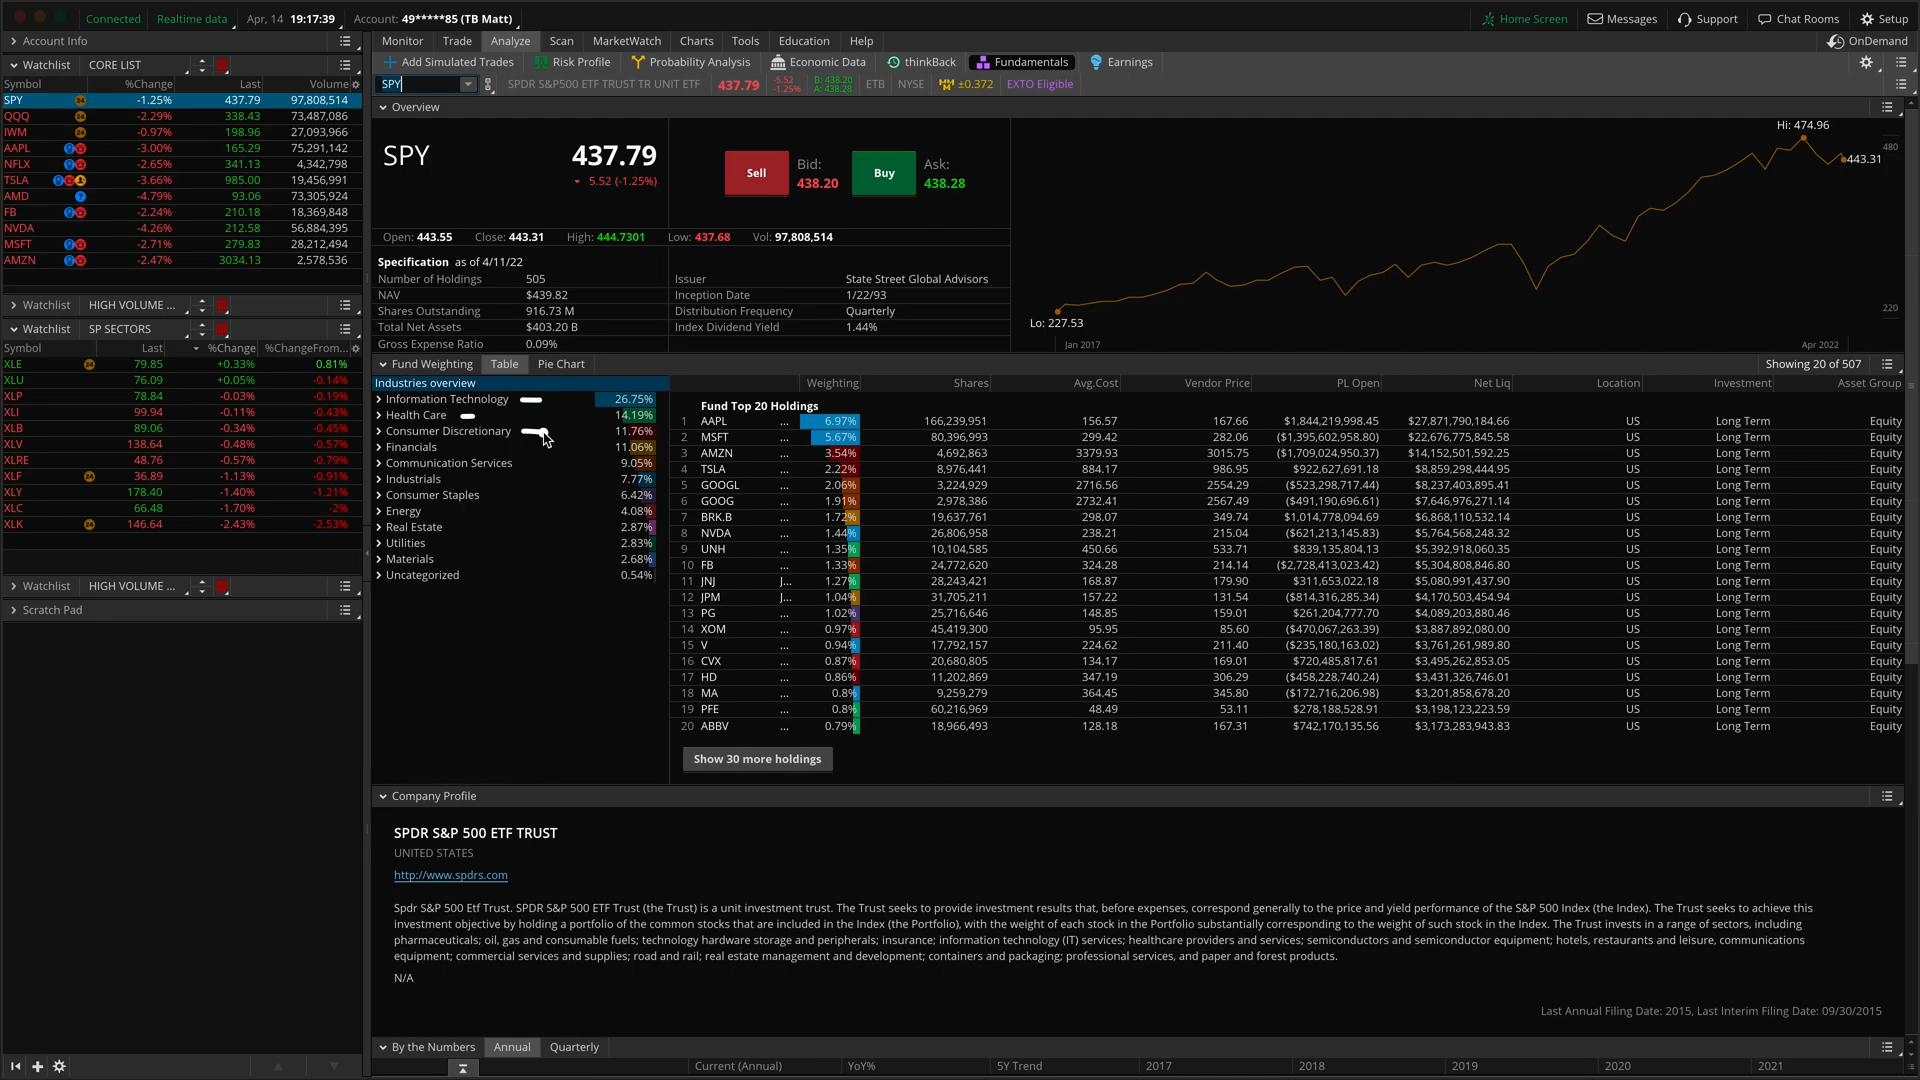 Connected Realtime data Apr, 14 19:17:39 Account: 49*****85 (TB Matt) Home Screen Messages Support Chat Rooms Setup
Account Info
Monitor Trade Analyze Scan MarketWatch Charts Tools Education Help OnDemand
Watchlist CORE LIST
Add Simulated Trades Risk Profile Probability Analysis Economic Data thinkBack Fundamentals Earnings
SPY SPDR S&P500 ETF TRUST TR UNIT ETF 437.79 -5.52 -1.25% B: 438.20 A: 438.28 ETB NYSE ±0.372 EXTO Eligible
Symbol %Change Last Volume
SPY -1.25% 437.79 97,808,514
QQQ -2.29% 338.43 73,487,086
IWM -0.97% 198.96 27,093,966
AAPL -3.00% 165.29 75,291,142
NFLX -2.65% 341.13 4,342,798
TSLA -3.66% 985.00 19,456,991
AMD -4.79% 93.06 73,305,924
FB -2.24% 210.18 18,369,848
NVDA -4.26% 212.58 56,884,395
MSFT -2.71% 279.83 28,212,494
AMZN -2.47% 3034.13 2,578,536
Watchlist HIGH VOLUME ...
Watchlist SP SECTORS
Symbol Last %Change %ChangeFrom...
XLE 79.85 +0.33% 0.81%
XLU 76.09 +0.05% -0.14%
XLP 78.84 -0.03% -0.19%
XLI 99.94 -0.11% -0.43%
XLB 89.06 -0.34% -0.45%
XLV 138.64 -0.48% -0.57%
XLRE 48.76 -0.57% -0.79%
XLF 36.89 -1.13% -0.91%
XLY 178.40 -1.40% -1.21%
XLC 66.48 -1.70% -2%
XLK 146.64 -2.43% -2.53%
Watchlist HIGH VOLUME ...
Scratch Pad
Overview
SPY 437.79
5.52 (-1.25%)
Sell Bid: 438.20 Buy Ask: 438.28
Open: 443.55 Close: 443.31 High: 444.7301 Low: 437.68 Vol: 97,808,514
Specification as of 4/11/22
Number of Holdings 505 Issuer State Street Global Advisors
NAV $439.82 Inception Date 1/22/93
Shares Outstanding 916.73 M Distribution Frequency Quarterly
Total Net Assets $403.20 B Index Dividend Yield 1.44%
Gross Expense Ratio 0.09%
Hi: 474.96
480
443.31
220
Lo: 227.53
Jan 2017 Apr 2022
Fund Weighting Table Pie Chart Showing 20 of 507
Industries overview
Information Technology 26.75%
Health Care 14.19%
Consumer Discretionary 11.76%
Financials 11.06%
Communication Services 9.05%
Industrials 7.77%
Consumer Staples 6.42%
Energy 4.08%
Real Estate 2.87%
Utilities 2.83%
Materials 2.68%
Uncategorized 0.54%
Weighting Shares Avg.Cost Vendor Price PL Open Net Liq Location Investment Asset Group
Fund Top 20 Holdings
1 AAPL ... 6.97% 166,239,951 156.57 167.66 $1,844,219,998.45 $27,871,790,184.66 US Long Term Equity
2 MSFT ... 5.67% 80,396,993 299.42 282.06 ($1,395,602,958.80) $22,676,775,845.58 US Long Term Equity
3 AMZN ... 3.54% 4,692,863 3379.93 3015.75 ($1,709,024,950.37) $14,152,501,592.25 US Long Term Equity
4 TSLA ... 2.22% 8,976,441 884.17 986.95 $922,627,691.18 $8,859,298,444.95 US Long Term Equity
5 GOOGL ... 2.06% 3,224,929 2716.56 2554.29 ($523,298,717.44) $8,237,403,895.41 US Long Term Equity
6 GOOG ... 1.91% 2,978,386 2732.41 2567.49 ($491,190,696.61) $7,646,976,271.14 US Long Term Equity
7 BRK.B ... 1.72% 19,637,761 298.07 349.74 $1,014,778,094.69 $6,868,110,532.14 US Long Term Equity
8 NVDA ... 1.44% 26,806,958 238.21 215.04 ($621,213,145.83) $5,764,568,248.32 US Long Term Equity
9 UNH ... 1.35% 10,104,585 450.66 533.71 $839,135,804.13 $5,392,918,060.35 US Long Term Equity
10 FB ... 1.33% 24,772,620 324.28 214.14 ($2,728,413,023.42) $5,304,808,846.80 US Long Term Equity
11 JNJ J... 1.27% 28,243,421 168.87 179.90 $311,653,022.18 $5,080,991,437.90 US Long Term Equity
12 JPM J... 1.04% 31,705,211 157.22 131.54 ($814,316,285.34) $4,170,503,454.94 US Long Term Equity
13 PG ... 1.02% 25,716,646 148.85 159.01 $261,204,777.70 $4,089,203,880.46 US Long Term Equity
14 XOM ... 0.97% 45,419,300 95.95 85.60 ($470,067,263.39) $3,887,892,080.00 US Long Term Equity
15 V ... 0.94% 17,792,157 224.62 211.40 ($235,180,163.02) $3,761,261,989.80 US Long Term Equity
16 CVX ... 0.87% 20,680,805 134.17 169.01 $720,485,817.61 $3,495,262,853.05 US Long Term Equity
17 HD ... 0.86% 11,202,869 347.19 306.29 ($458,228,740.24) $3,431,326,746.01 US Long Term Equity
18 MA ... 0.8% 9,259,279 364.45 345.80 ($172,716,206.98) $3,201,858,678.20 US Long Term Equity
19 PFE ... 0.8% 60,216,969 48.49 53.11 $278,188,528.91 $3,198,123,223.59 US Long Term Equity
20 ABBV ... 0.79% 18,966,493 128.18 167.31 $742,170,135.56 $3,173,283,943.83 US Long Term Equity
Show 30 more holdings
Company Profile
SPDR S&P 500 ETF TRUST
UNITED STATES
http://www.spdrs.com
Spdr S&P 500 Etf Trust. SPDR S&P 500 ETF Trust (the Trust) is a unit investment trust. The Trust seeks to provide investment results that, before expenses, correspond generally to the price and yield performance of the S&P 500 Index (the Index). The Trust seeks to achieve this
investment objective by holding a portfolio of the common stocks that are included in the Index (the Portfolio), with the weight of each stock in the Portfolio substantially corresponding to the weight of such stock in the Index. The Trust invests in a range of sectors, including
pharmaceuticals; oil, gas and consumable fuels; technology hardware storage and peripherals; insurance; information technology (IT) services; healthcare providers and services; semiconductors and semiconductor equipment; hotels, restaurants and leisure, communications
equipment; commercial services and supplies; road and rail; real estate management and development; containers and packaging; professional services, and paper and forest products.
N/A
Last Annual Filing Date: 2015, Last Interim Filing Date: 09/30/2015
By the Numbers Annual Quarterly
Current (Annual) YoY% 5Y Trend 2017 2018 2019 2020 2021